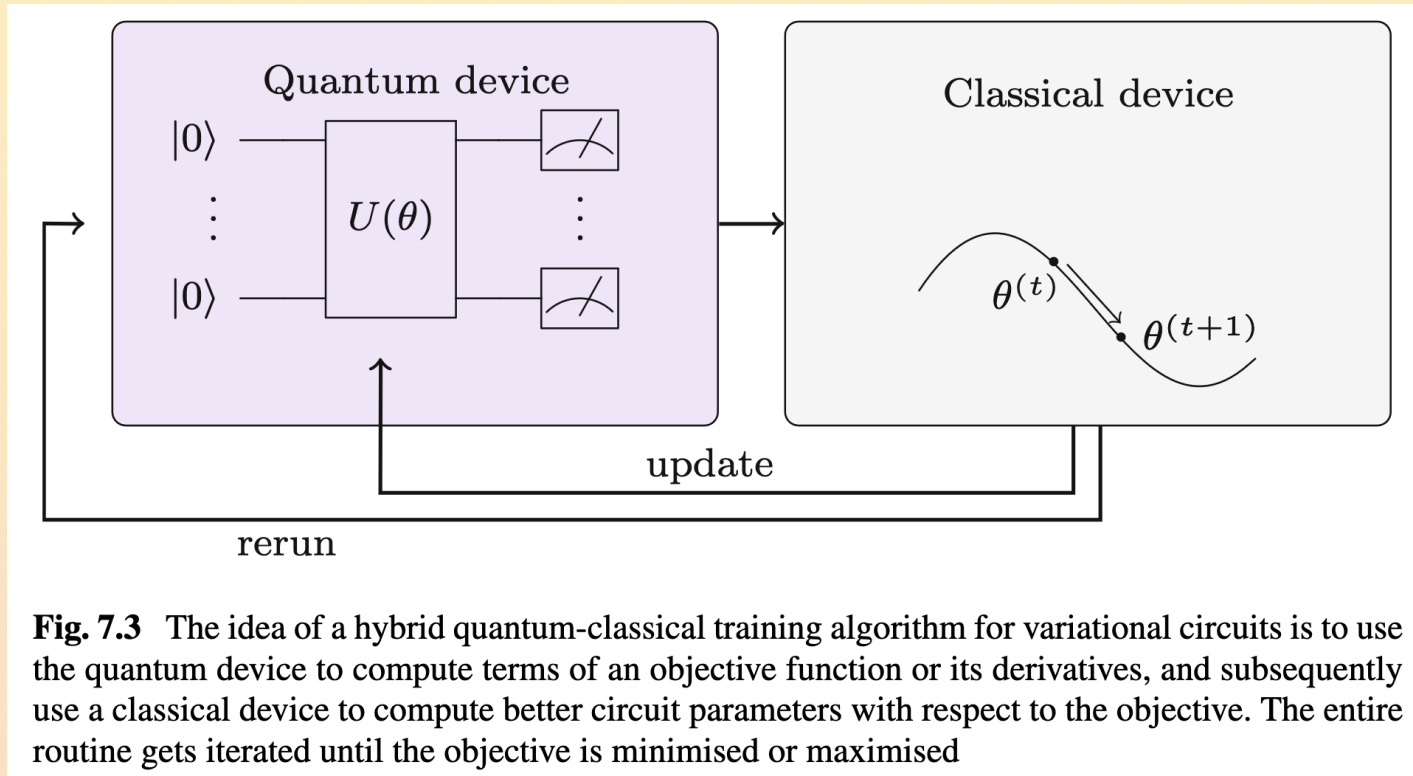 Quantum device
|0⟩
⋮
|0⟩
U(θ)
⋮
Classical device
θ(t)
θ(t+1)
update
rerun
Fig. 7.3 The idea of a hybrid quantum-classical training algorithm for variational circuits is to use
the quantum device to compute terms of an objective function or its derivatives, and subsequently
use a classical device to compute better circuit parameters with respect to the objective. The entire
routine gets iterated until the objective is minimised or maximised